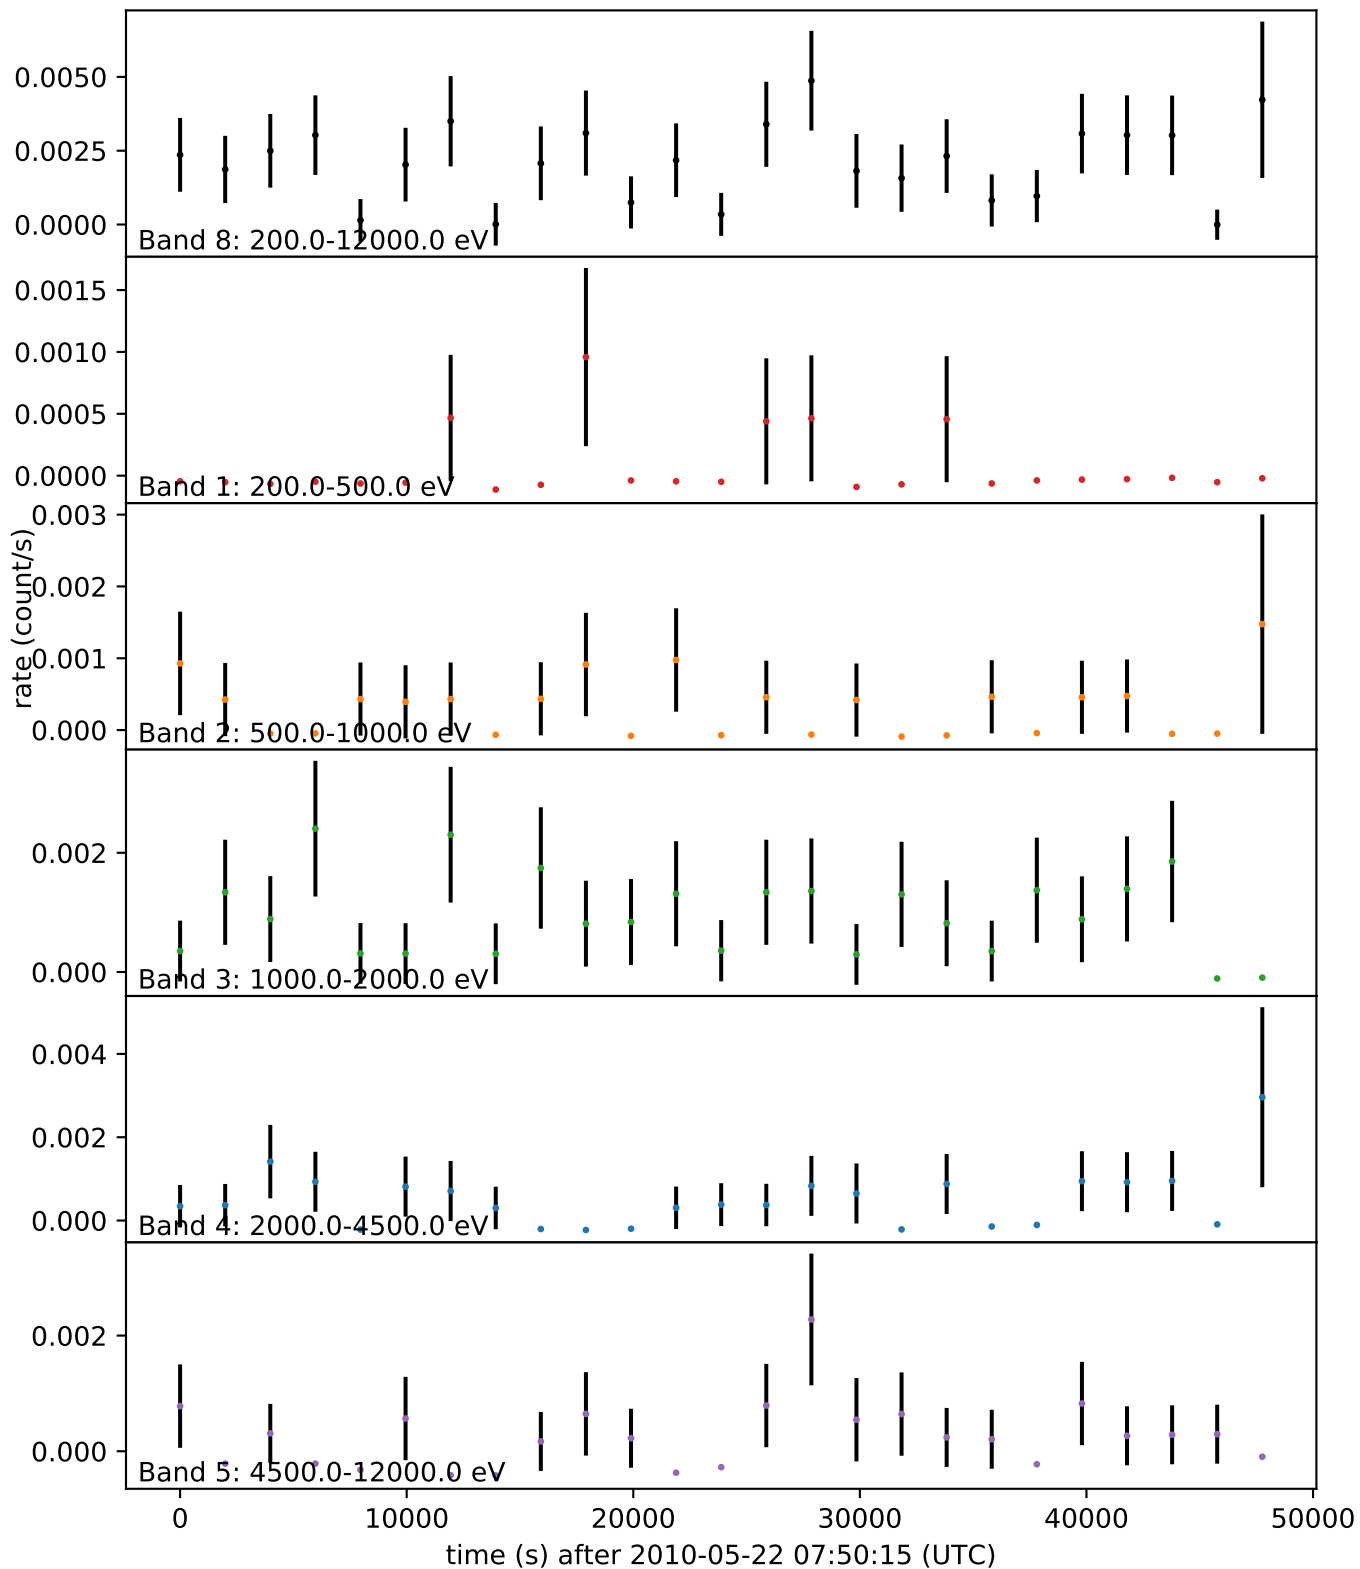 0.0050
0.0025
0.0000
Band 8: 200.0-12000.0 eV
0.0015
0.0010
0.0005
0.0000
Band 1: 200.0-500.0 eV
rate (count/s)
0.003
0.002
0.001
0.000
Band 2: 500.0-1000.0 eV
0.002
0.000
Band 3: 1000.0-2000.0 eV
0.004
0.002
0.000
Band 4: 2000.0-4500.0 eV
0.002
0.000
Band 5: 4500.0-12000.0 eV
0 10000 20000 30000 40000 50000
time (s) after 2010-05-22 07:50:15 (UTC)